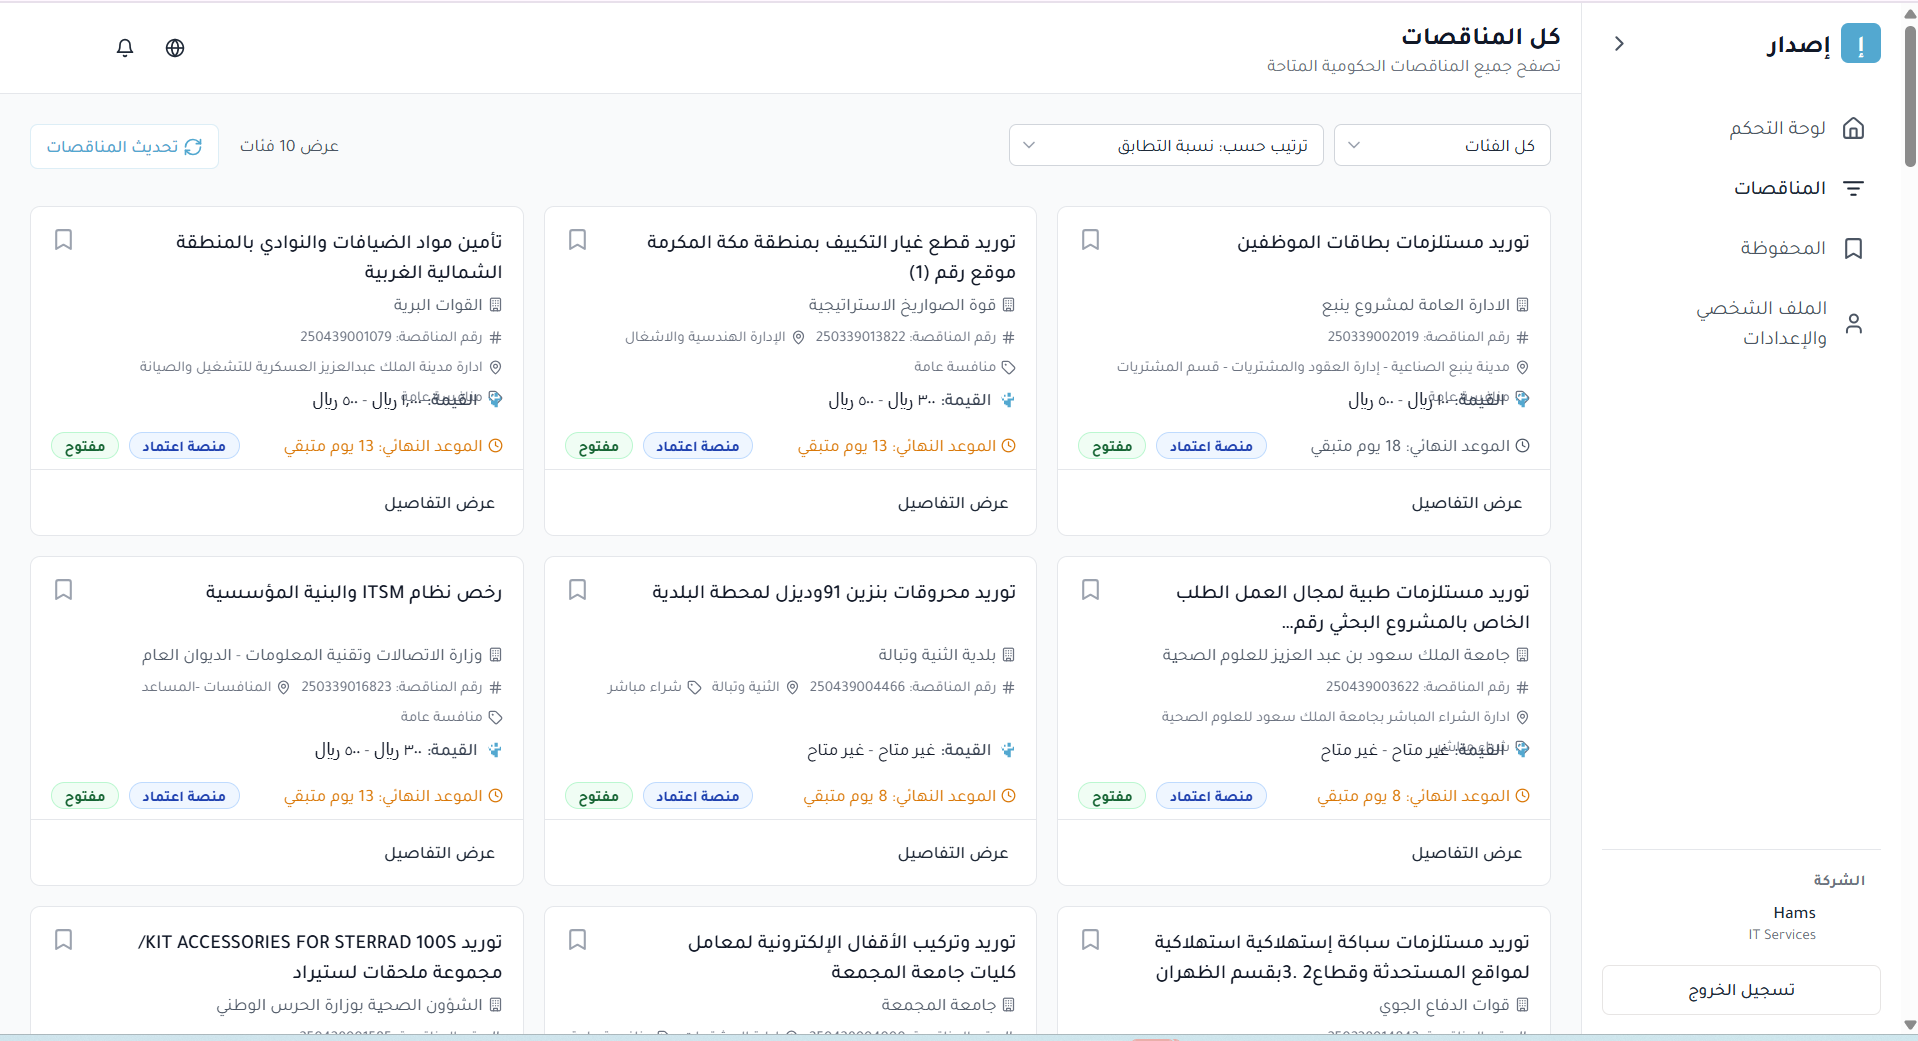 إصدار
إ
لوحة التحكم
المناقصات
المحفوظة
الملف الشخصي
والإعدادات
الشركة
Hams
IT Services
تسجيل الخروج
كل المناقصات
تصفح جميع المناقصات الحكومية المتاحة
كل الفئات
ترتيب حسب: نسبة التطابق
عرض 10 فئات
تحديث المناقصات
توريد مستلزمات بطاقات الموظفين
الادارة العامة لمشروع ينبع
رقم المناقصة: 250339002019
مدينة ينبع الصناعية - إدارة العقود والمشتريات - قسم المشتريات
منافسة عامة
القيمة: ريال - ٥٠٠ ريال
الموعد النهائي: 18 يوم متبقي
منصة اعتماد
مفتوح
عرض التفاصيل
توريد قطع غيار التكييف بمنطقة مكة المكرمة
موقع رقم (1)
قوة الصواريخ الاستراتيجية
رقم المناقصة: 250339013822 الإدارة الهندسية والاشغال
منافسة عامة
القيمة: ٣٠٠ ريال - ٥٠٠ ريال
الموعد النهائي: 13 يوم متبقي
منصة اعتماد
مفتوح
عرض التفاصيل
تأمين مواد الضيافات والنوادي بالمنطقة
الشمالية الغربية
القوات البرية
رقم المناقصة: 250439001079
ادارة مدينة الملك عبدالعزيز العسكرية للتشغيل والصيانة
منافسة عامة
القيمة: ريال - ٥٠٠ ريال
الموعد النهائي: 13 يوم متبقي
منصة اعتماد
مفتوح
عرض التفاصيل
توريد مستلزمات طبية لمجال العمل الطلب
الخاص بالمشروع البحثي رقم...
جامعة الملك سعود بن عبد العزيز للعلوم الصحية
رقم المناقصة: 250439003622
ادارة الشراء المباشر بجامعة الملك سعود للعلوم الصحية
شراء مباشر
القيمة: غير متاح - غير متاح
الموعد النهائي: 8 يوم متبقي
منصة اعتماد
مفتوح
عرض التفاصيل
توريد محروقات بنزين 91وديزل لمحطة البلدية
بلدية الثنية وتبالة
رقم المناقصة: 250439004466 الثنية وتبالة شراء مباشر
القيمة: غير متاح - غير متاح
الموعد النهائي: 8 يوم متبقي
منصة اعتماد
مفتوح
عرض التفاصيل
رخص نظام ITSM والبنية المؤسسية
وزارة الاتصالات وتقنية المعلومات - الديوان العام
رقم المناقصة: 250339016823 المنافسات -المساعد
منافسة عامة
القيمة: ٣٠٠ ريال - ٥٠٠ ريال
الموعد النهائي: 13 يوم متبقي
منصة اعتماد
مفتوح
عرض التفاصيل
توريد مستلزمات سباكة إستهلاكية استهلاكية
لمواقع المستحدثة وقطاع2 .3بقسم الظهران
قوات الدفاع الجوي
توريد وتركيب الأقفال الإلكترونية لمعامل
كليات جامعة المجمعة
جامعة المجمعة
توريد KIT ACCESSORIES FOR STERRAD 100S/
مجموعة ملحقات لستيراد
الشؤون الصحية بوزارة الحرس الوطني